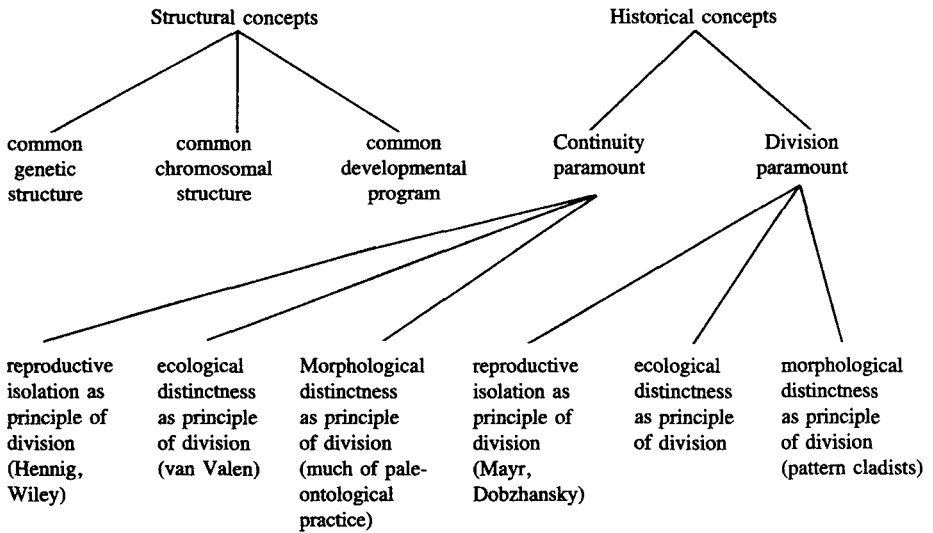 Structural concepts
Historical concepts
common
genetic
structure
common
chromosomal
structure
common
developmental
program
Continuity
paramount
Division
paramount
reproductive
isolation as
principle of
division
(Hennig,
Wiley)
ecological
distinctness
as principle
of division
(van Valen)
Morphological
distinctness
as principle
of division
(much of pale-
ontological
practice)
reproductive
isolation as
principle of
division
(Mayr,
Dobzhansky)
ecological
distinctness
as principle
of division
morphological
distinctness
as principle
of division
(pattern cladists)